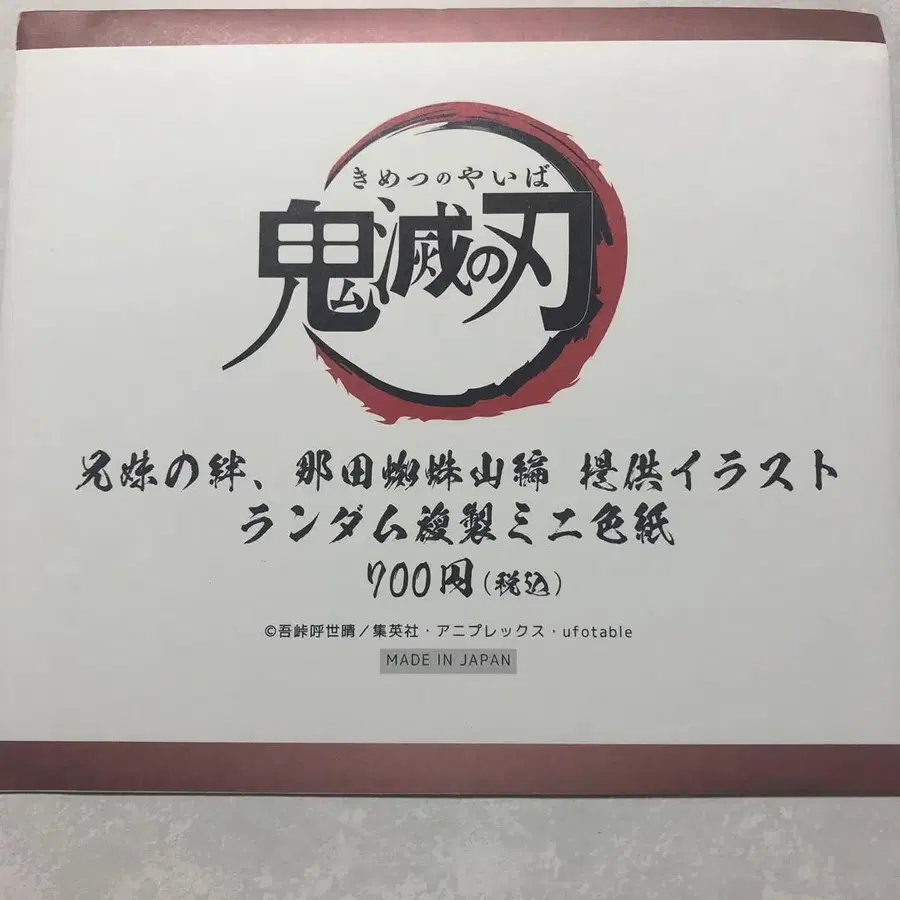 きめつのやいば
鬼滅の刃
兄妹の絆、那田蜘蛛山編 提供イラスト
ランダム複製ミニ色紙
700円(税込)
©吾峠呼世晴/集英社・アニプレックス・ufotable
MADE IN JAPAN